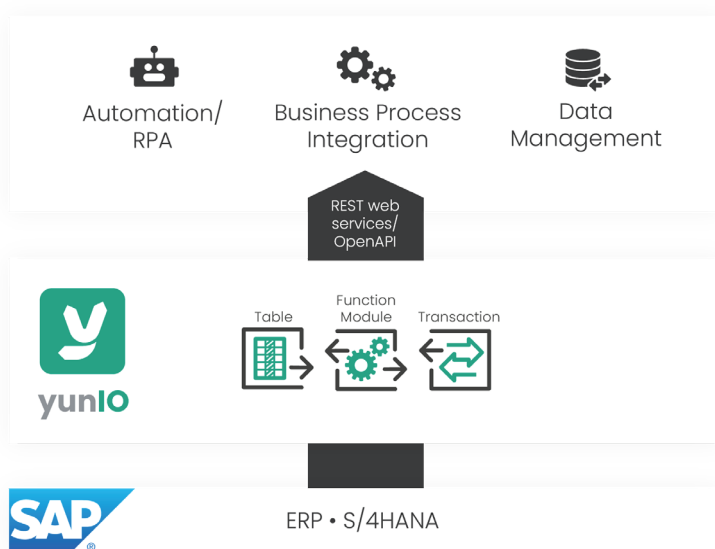 Automation/
RPA
Business Process
Integration
Data
Management
REST web
services/
OpenAPI
Table
Function
Module
Transaction
yunIO
SAP
®
ERP • S/4HANA